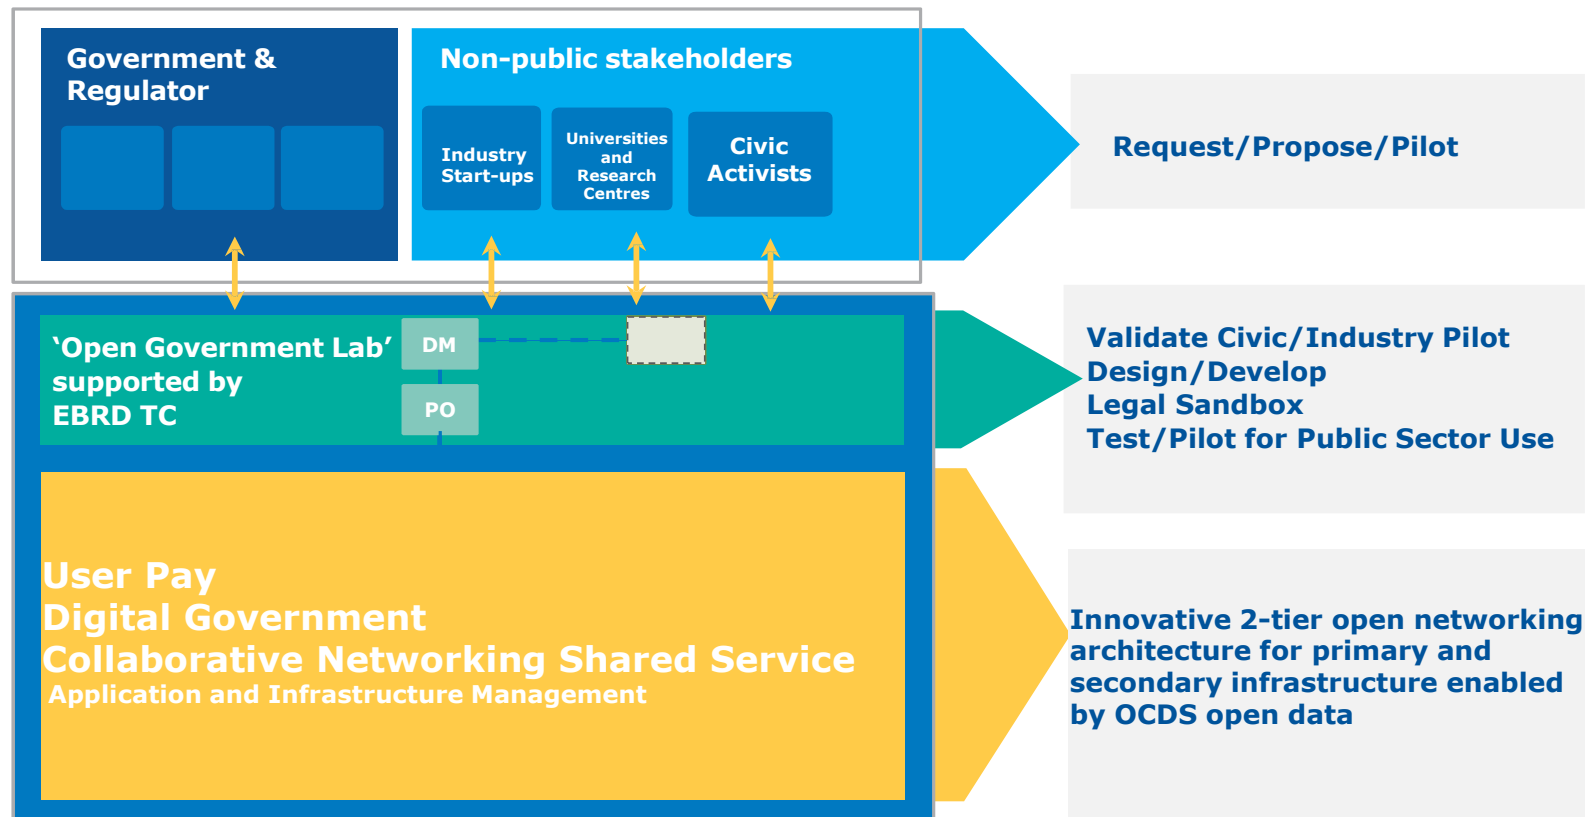 Government &
Regulator
Non-public stakeholders
Industry
Start-ups
Universities
and
Research
Centres
Civic
Activists
Request/Propose/Pilot
‘Open Government Lab’
supported by
EBRD TC
DM
PO
Validate Civic/Industry Pilot
Design/Develop
Legal Sandbox
Test/Pilot for Public Sector Use
User Pay
Digital Government
Collaborative Networking Shared Service
Application and Infrastructure Management
Innovative 2-tier open networking
architecture for primary and
secondary infrastructure enabled
by OCDS open data